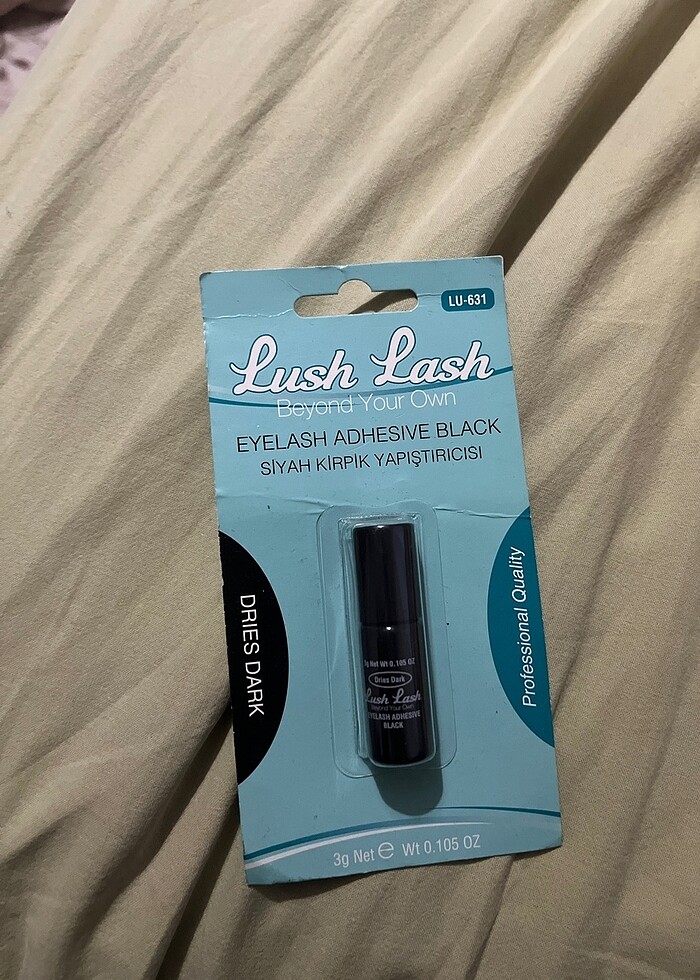 LU-631
Lush Lash
Beyond Your Own
EYELASH ADHESIVE BLACK
SİYAH KİRPİK YAPIŞTIRICISI
DRIES DARK
Professional Quality
3g Net Wt 0.105 OZ
Dries Dark
Lush Lash
Beyond Your Own
EYELASH ADHESIVE
BLACK
3g Net ℮ Wt 0.105 OZ